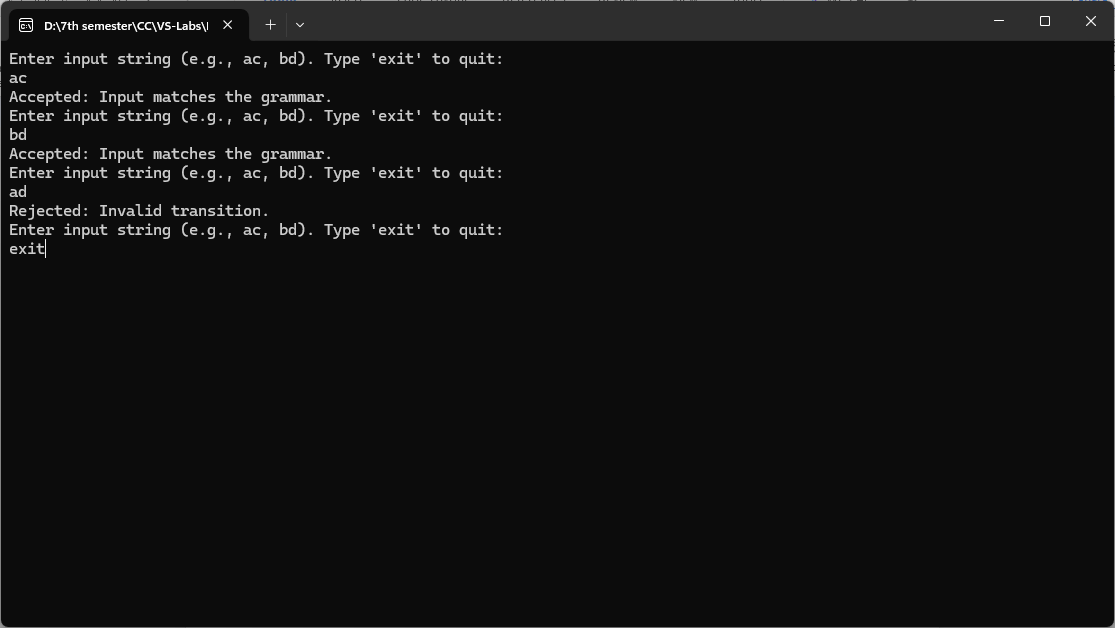 D:\7th semester\CC\VS-Labs\
Enter input string (e.g., ac, bd). Type 'exit' to quit:
ac
Accepted: Input matches the grammar.
Enter input string (e.g., ac, bd). Type 'exit' to quit:
bd
Accepted: Input matches the grammar.
Enter input string (e.g., ac, bd). Type 'exit' to quit:
ad
Rejected: Invalid transition.
Enter input string (e.g., ac, bd). Type 'exit' to quit:
exit